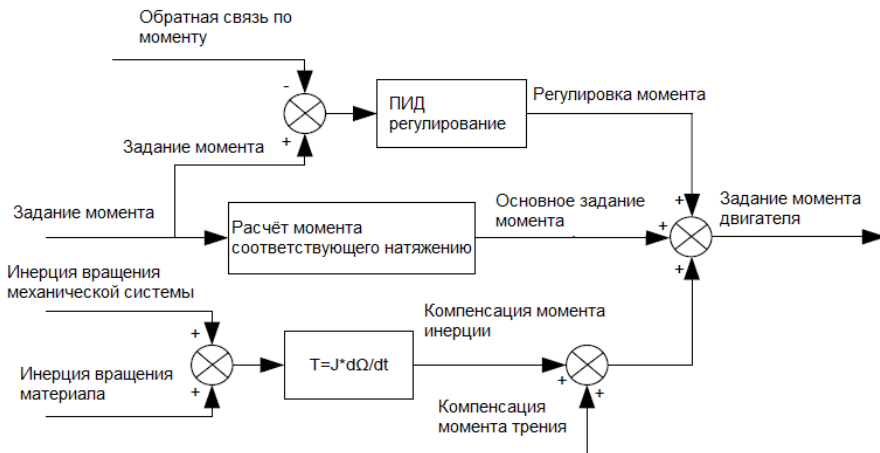 Обратная связь по
моменту
-
ПИД
регулирование
Регулировка момента
+
Задание момента
Задание момента
Расчёт момента
соответствующего натяжению
Основное задание
момента
+
+
+
Задание момента
двигателя
Инерция вращения
механической системы
+
+
Инерция вращения
материала
T=J*dΩ/dt
Компенсация момента
инерции
+
+
Компенсация
момента трения